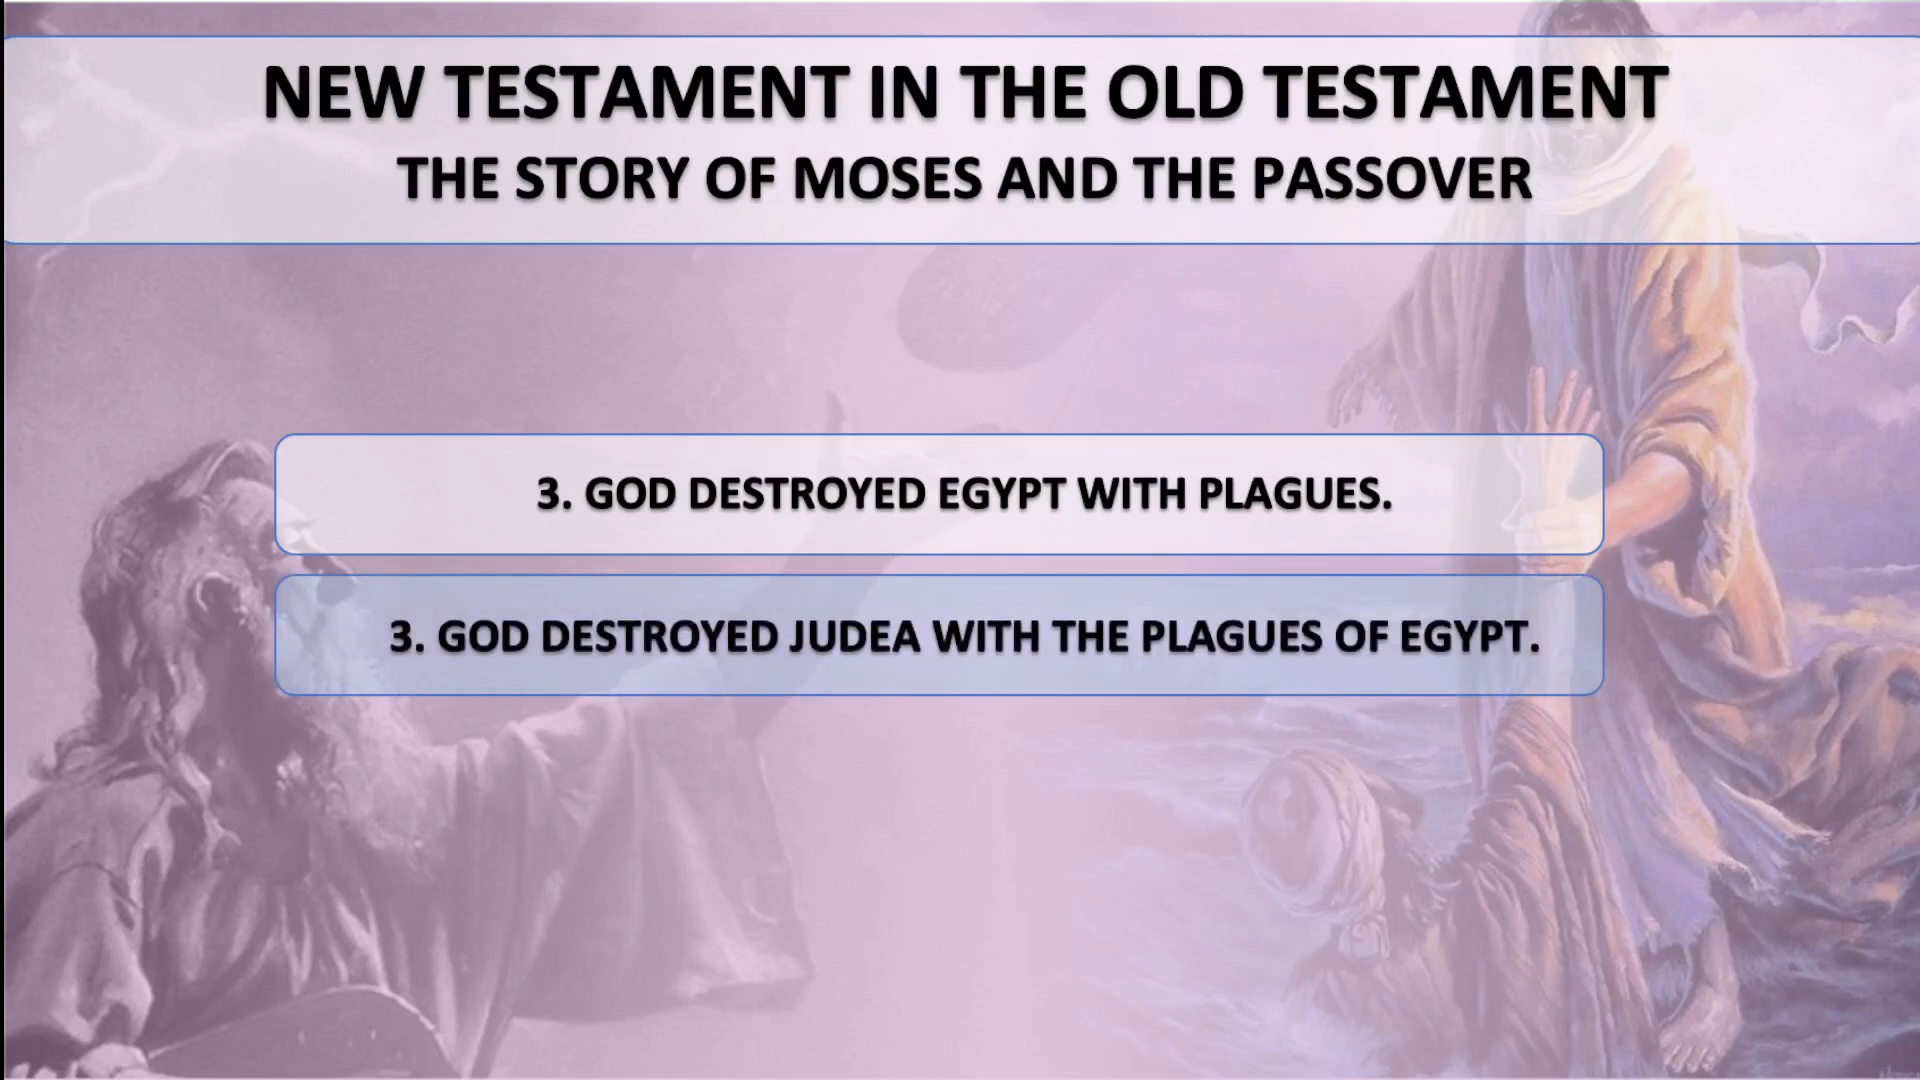 NEW TESTAMENT IN THE OLD TESTAMENT
THE STORY OF MOSES AND THE PASSOVER
3. GOD DESTROYED EGYPT WITH PLAGUES.
3. GOD DESTROYED JUDEA WITH THE PLAGUES OF EGYPT.